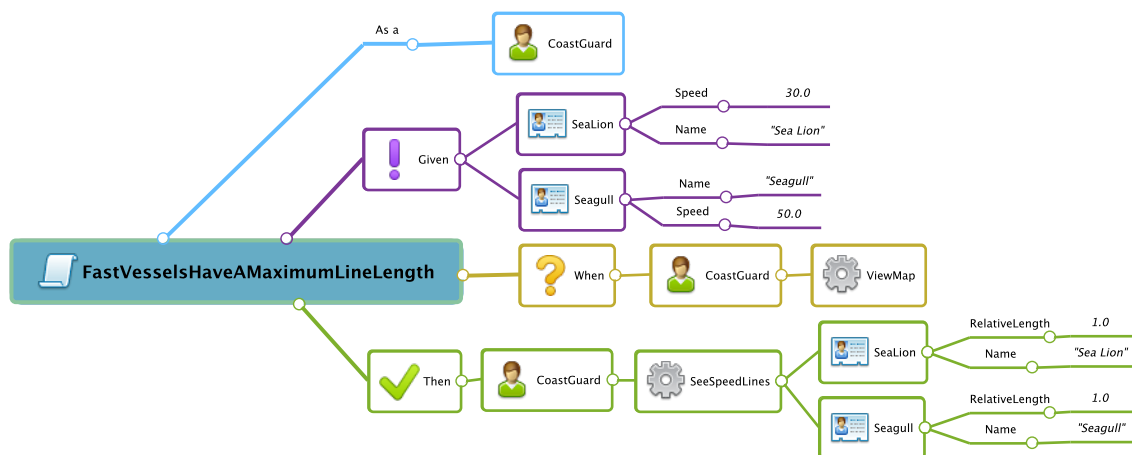 As a
CoastGuard
Given
SeaLion
Speed
30.0
Name
"Sea Lion"
Seagull
Name
"Seagull"
Speed
50.0
FastVesselsHaveAMaximumLineLength
When
CoastGuard
ViewMap
Then
CoastGuard
SeeSpeedLines
SeaLion
RelativeLength
1.0
Name
"Sea Lion"
Seagull
RelativeLength
1.0
Name
"Seagull"